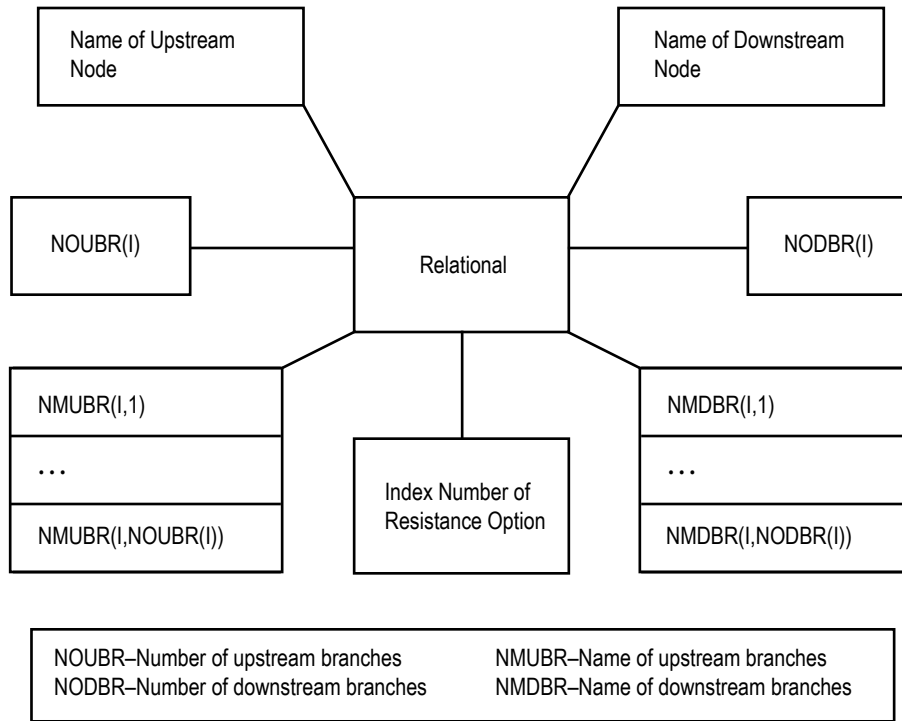 Name of Upstream
Node
Name of Downstream
Node
NOUBR(I)
Relational
NODBR(I)
NMUBR(I,1)
...
NMUBR(I,NOUBR(I))
Index Number of
Resistance Option
NMDBR(I,1)
...
NMDBR(I,NODBR(I))
NOUBR–Number of upstream branches
NODBR–Number of downstream branches
NMUBR–Name of upstream branches
NMDBR–Name of downstream branches